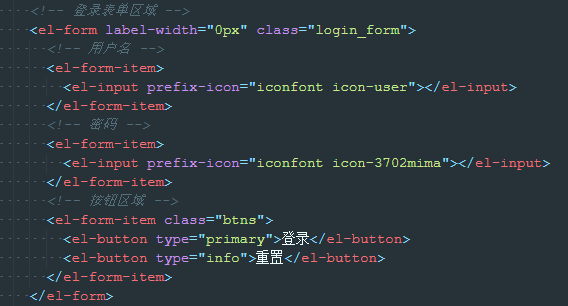 <!-- 登录表单区域 -->
<el-form label-width="0px" class="login_form">
<!-- 用户名 -->
<el-form-item>
<el-input prefix-icon="iconfont icon-user"></el-input>
</el-form-item>
<!-- 密码 -->
<el-form-item>
<el-input prefix-icon="iconfont icon-3702mima"></el-input>
</el-form-item>
<!-- 按钮区域 -->
<el-form-item class="btns">
<el-button type="primary">登录</el-button>
<el-button type="info">重置</el-button>
</el-form-item>
</el-form>